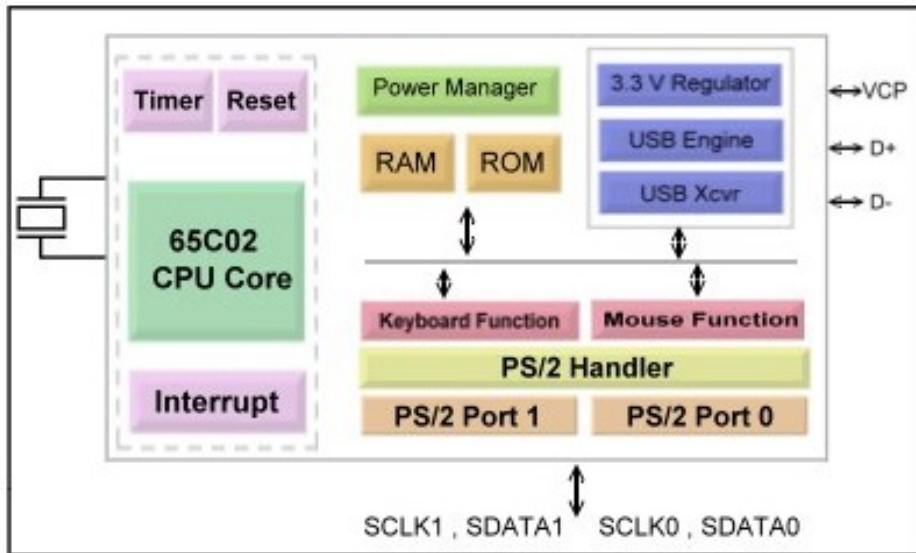 Timer Reset
65C02
CPU Core
Interrupt
Power Manager
RAM ROM
3.3 V Regulator
USB Engine
USB Xcvr
VCP
D+
D-
Keyboard Function Mouse Function
PS/2 Handler
PS/2 Port 1 PS/2 Port 0
SCLK1 , SDATA1 SCLK0 , SDATA0